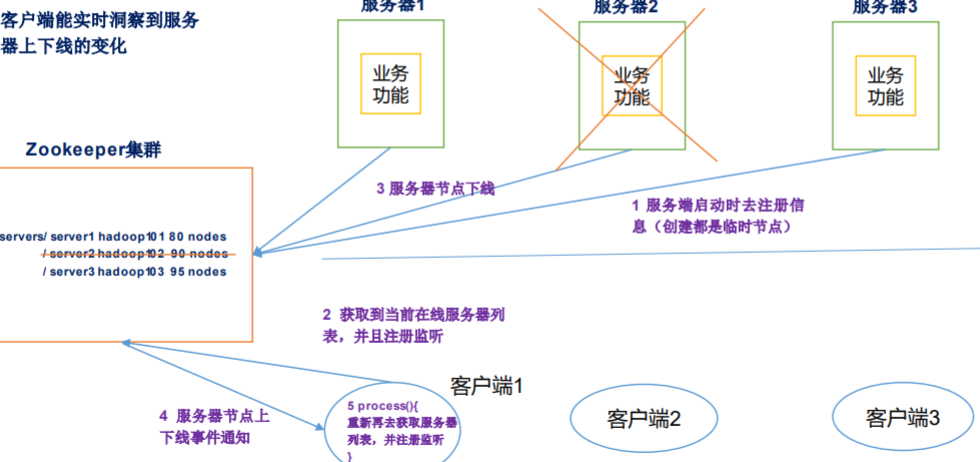 客户端能实时洞察到服务
器上下线的变化
服务器1
服务器2
服务器3
业务
功能
业务
功能
业务
功能
Zookeeper集群
3 服务器节点下线
1 服务端启动时去注册信
息（创建都是临时节点）
servers/ server1 hadoop101 80 nodes
/ server2 hadoop102 90 nodes
/ server3 hadoop103 95 nodes
2 获取到当前在线服务器列
表，并且注册监听
客户端1
4 服务器节点上
下线事件通知
5 process(){
重新再去获取服务器
列表，并注册监听
}
客户端2
客户端3